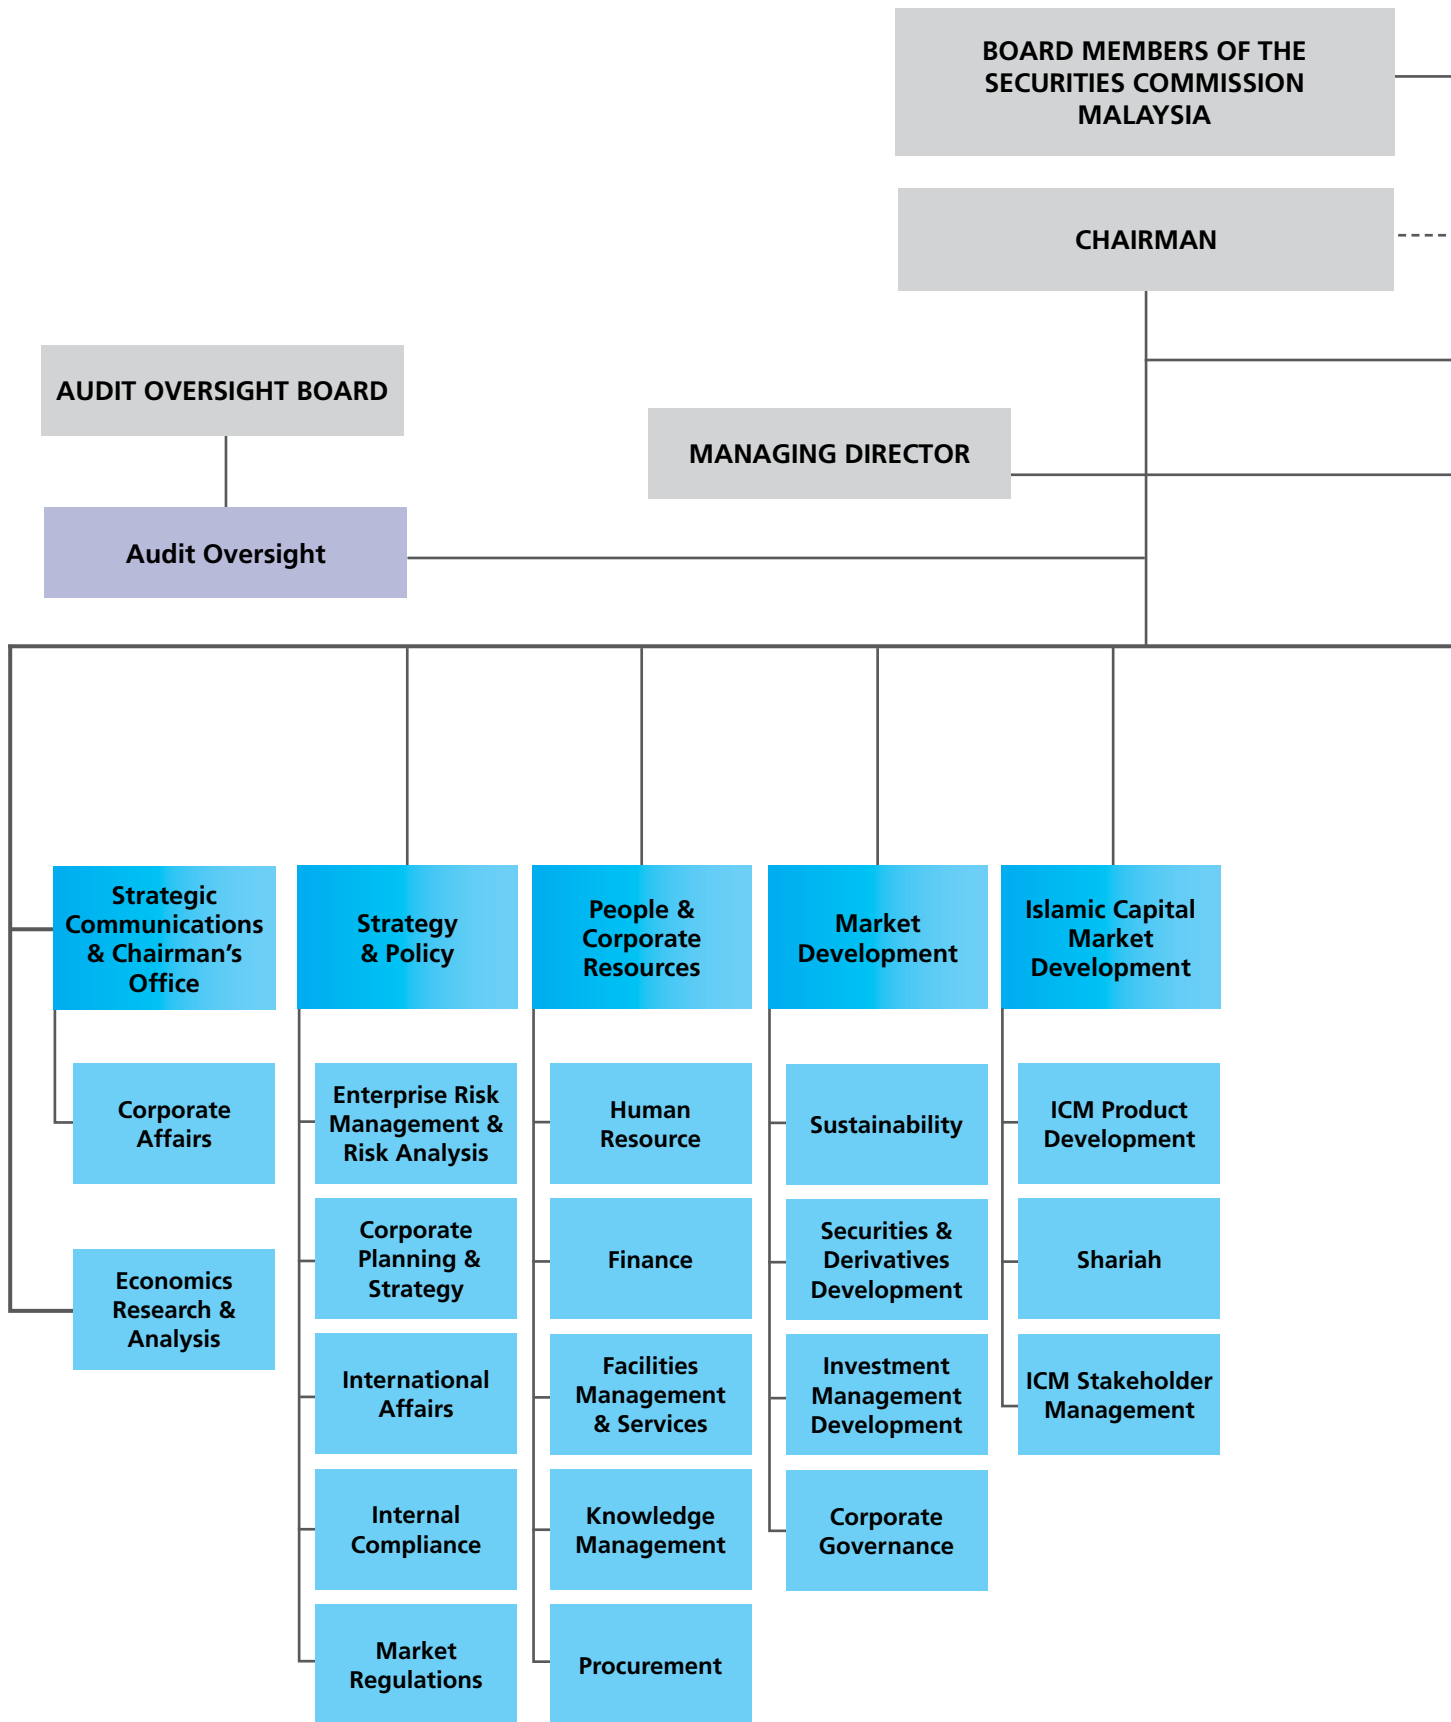 BOARD MEMBERS OF THE
SECURITIES COMMISSION
MALAYSIA
CHAIRMAN
AUDIT OVERSIGHT BOARD
MANAGING DIRECTOR
Audit Oversight
Strategic
Communications
& Chairman’s
Office
Corporate
Affairs
Economics
Research &
Analysis
Strategy
& Policy
Enterprise Risk
Management &
Risk Analysis
Corporate
Planning &
Strategy
International
Affairs
Internal
Compliance
Market
Regulations
People &
Corporate
Resources
Human
Resource
Finance
Facilities
Management
& Services
Knowledge
Management
Procurement
Market
Development
Sustainability
Securities &
Derivatives
Development
Investment
Management
Development
Corporate
Governance
Islamic Capital
Market
Development
ICM Product
Development
Shariah
ICM Stakeholder
Management